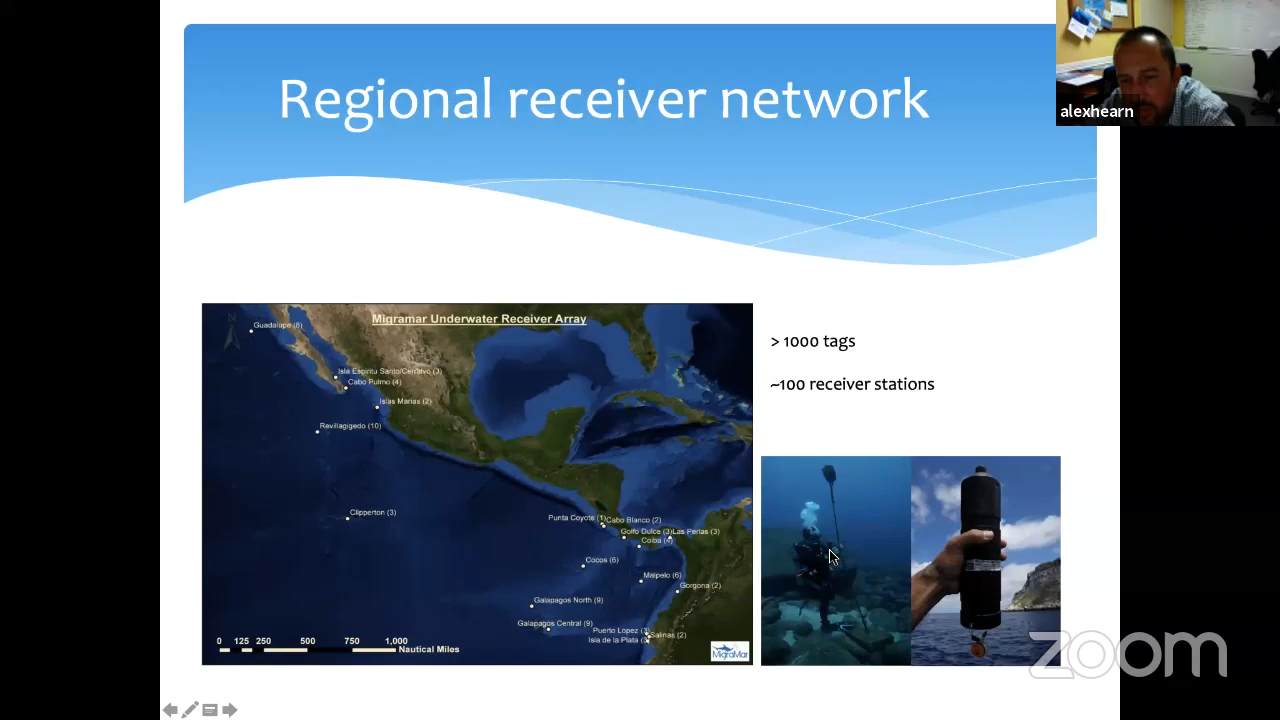 Regional receiver network
alexhearn
Migramar Underwater Receiver Array
N
Guadalupe (8)
Isla Espiritu Santo/Cerralvo (3)
Cabo Pulmo (4)
Islas Marias (2)
Revillagigedo (10)
Clipperton (3)
Punta Coyote (1)
Cabo Blanco (2)
Golfo Dulce (3)
Las Perlas (3)
Coiba (4)
Cocos (6)
Malpelo (6)
Gorgona (2)
Galapagos North (9)
Galapagos Central (9)
Puerto Lopez
Salinas (2)
Isla de la Plata
0 125 250 500 750 1,000
Nautical Miles
MigraMar
> 1000 tags
~100 receiver stations
zoom